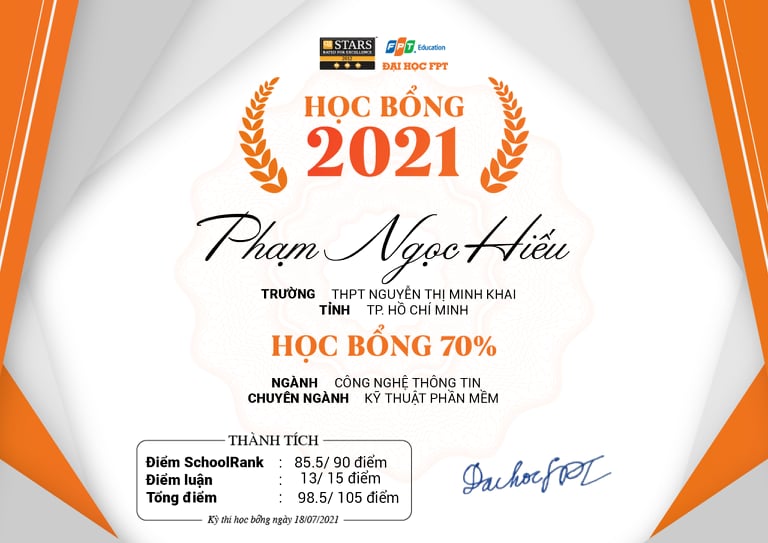 STARS
RATED FOR EXCELLENCE
2012
FPT Education
ĐẠI HỌC FPT
HỌC BỔNG
2021
Phạm Ngọc Hiếu
TRƯỜNG THPT NGUYỄN THỊ MINH KHAI
TỈNH TP. HỒ CHÍ MINH
HỌC BỔNG 70%
NGÀNH CÔNG NGHỆ THÔNG TIN
CHUYÊN NGÀNH KỸ THUẬT PHẦN MỀM
THÀNH TÍCH
Điểm SchoolRank : 85.5/ 90 điểm
Điểm luận : 13/ 15 điểm
Tổng điểm : 98.5/ 105 điểm
Kỳ thi học bổng ngày 18/07/2021
Daihoc FPT